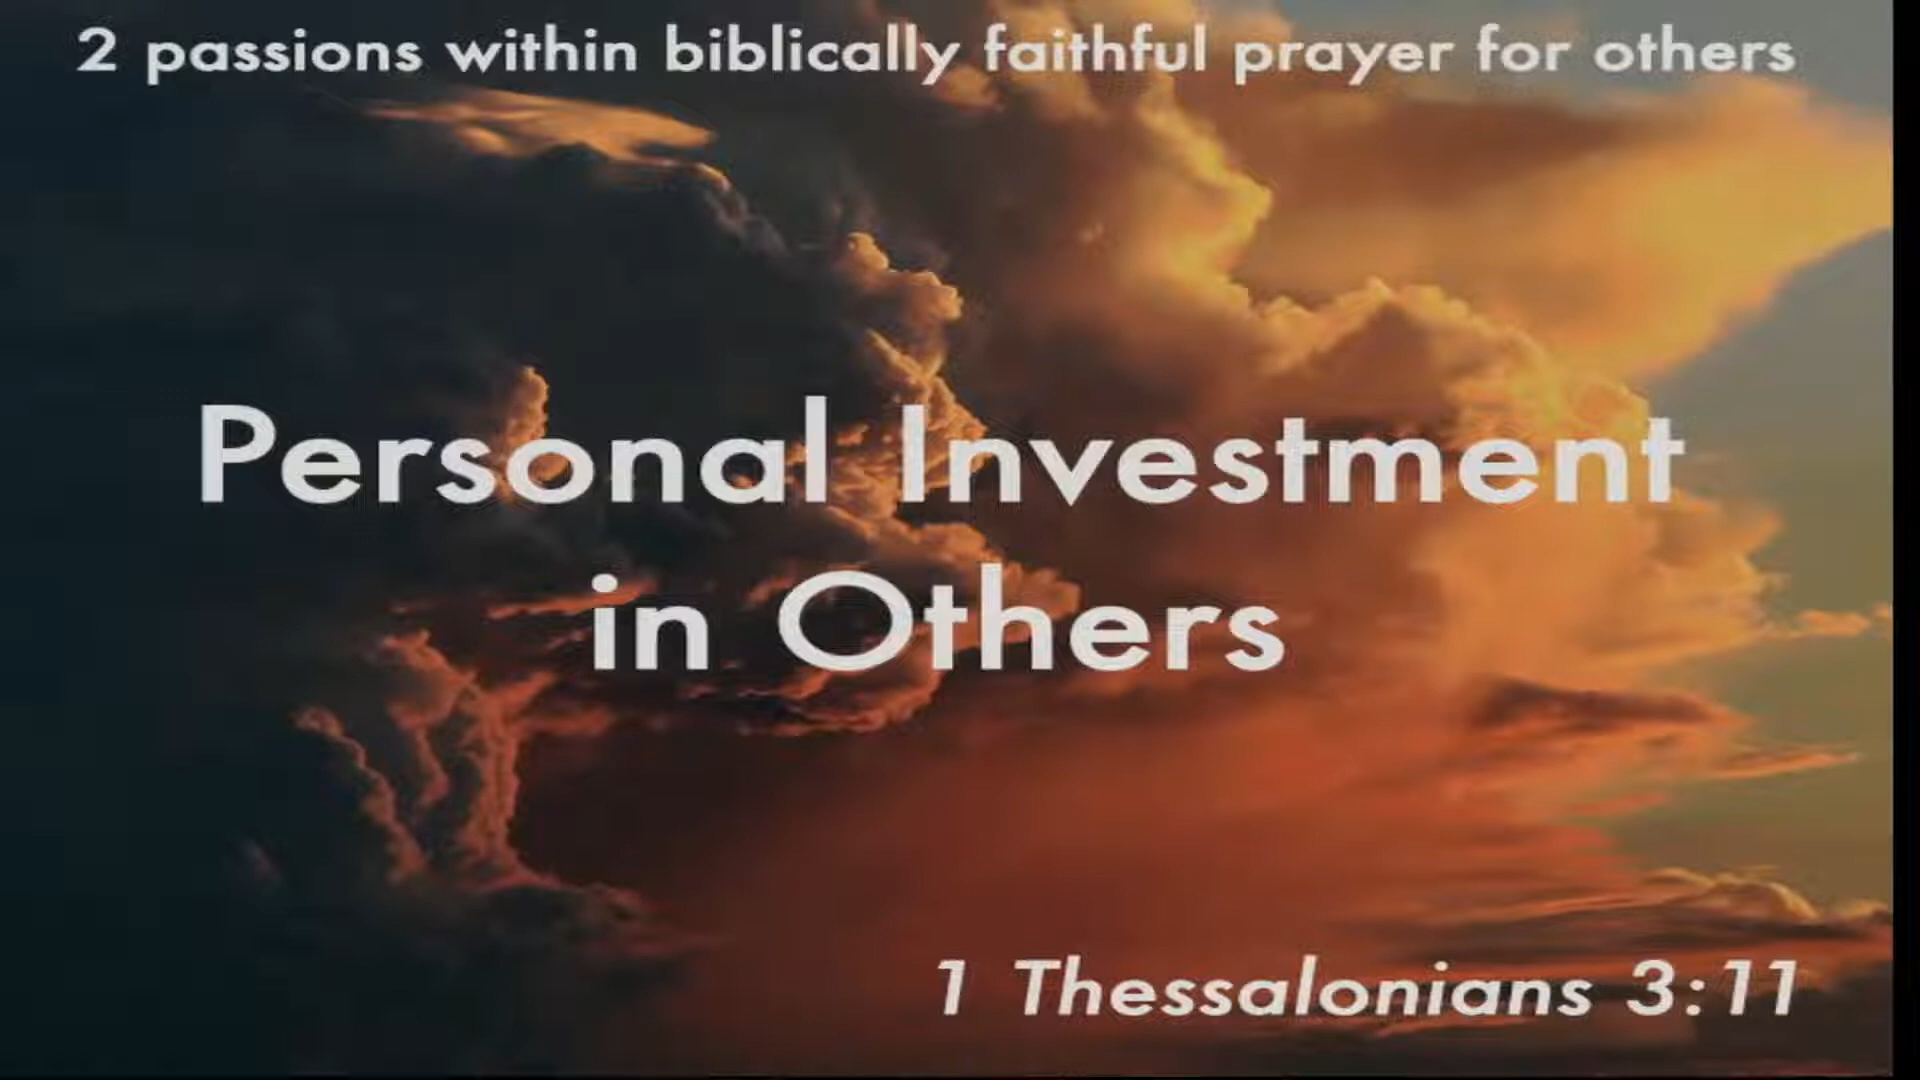 2 passions within biblically faithful prayer for others
Personal Investment
in Others
1 Thessalonians 3:11